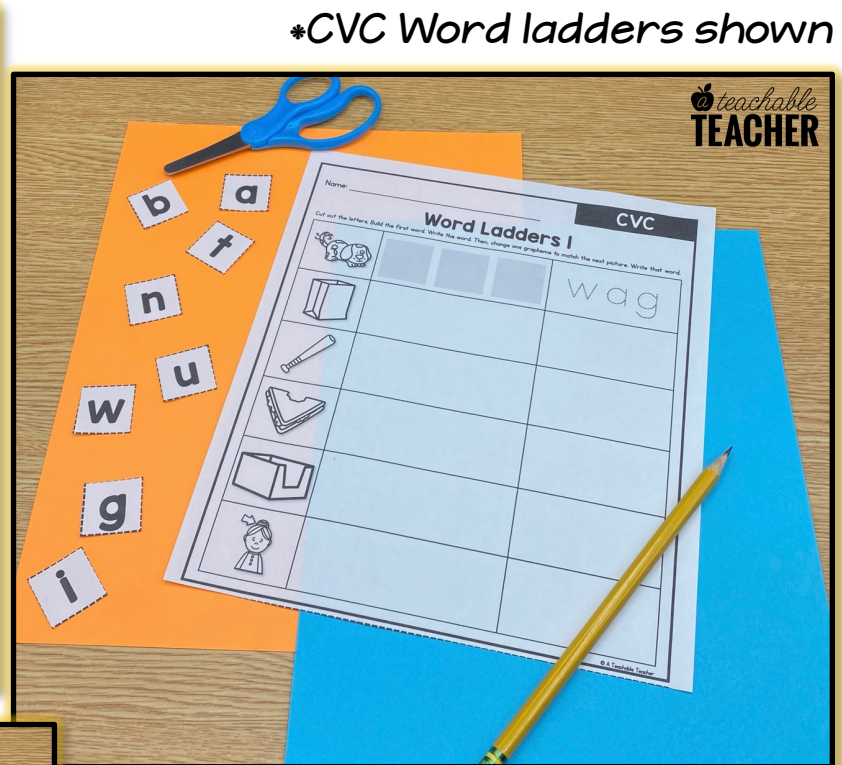 *CVC Word ladders shown
a teachable
TEACHER
b
a
t
n
u
w
g
i
Name:
CVC
Word Ladders 1
Cut out the letters. Build the first word. Write the word. Then, change one grapheme to match the next picture. Write that word.
wag
© A Teachable Teacher